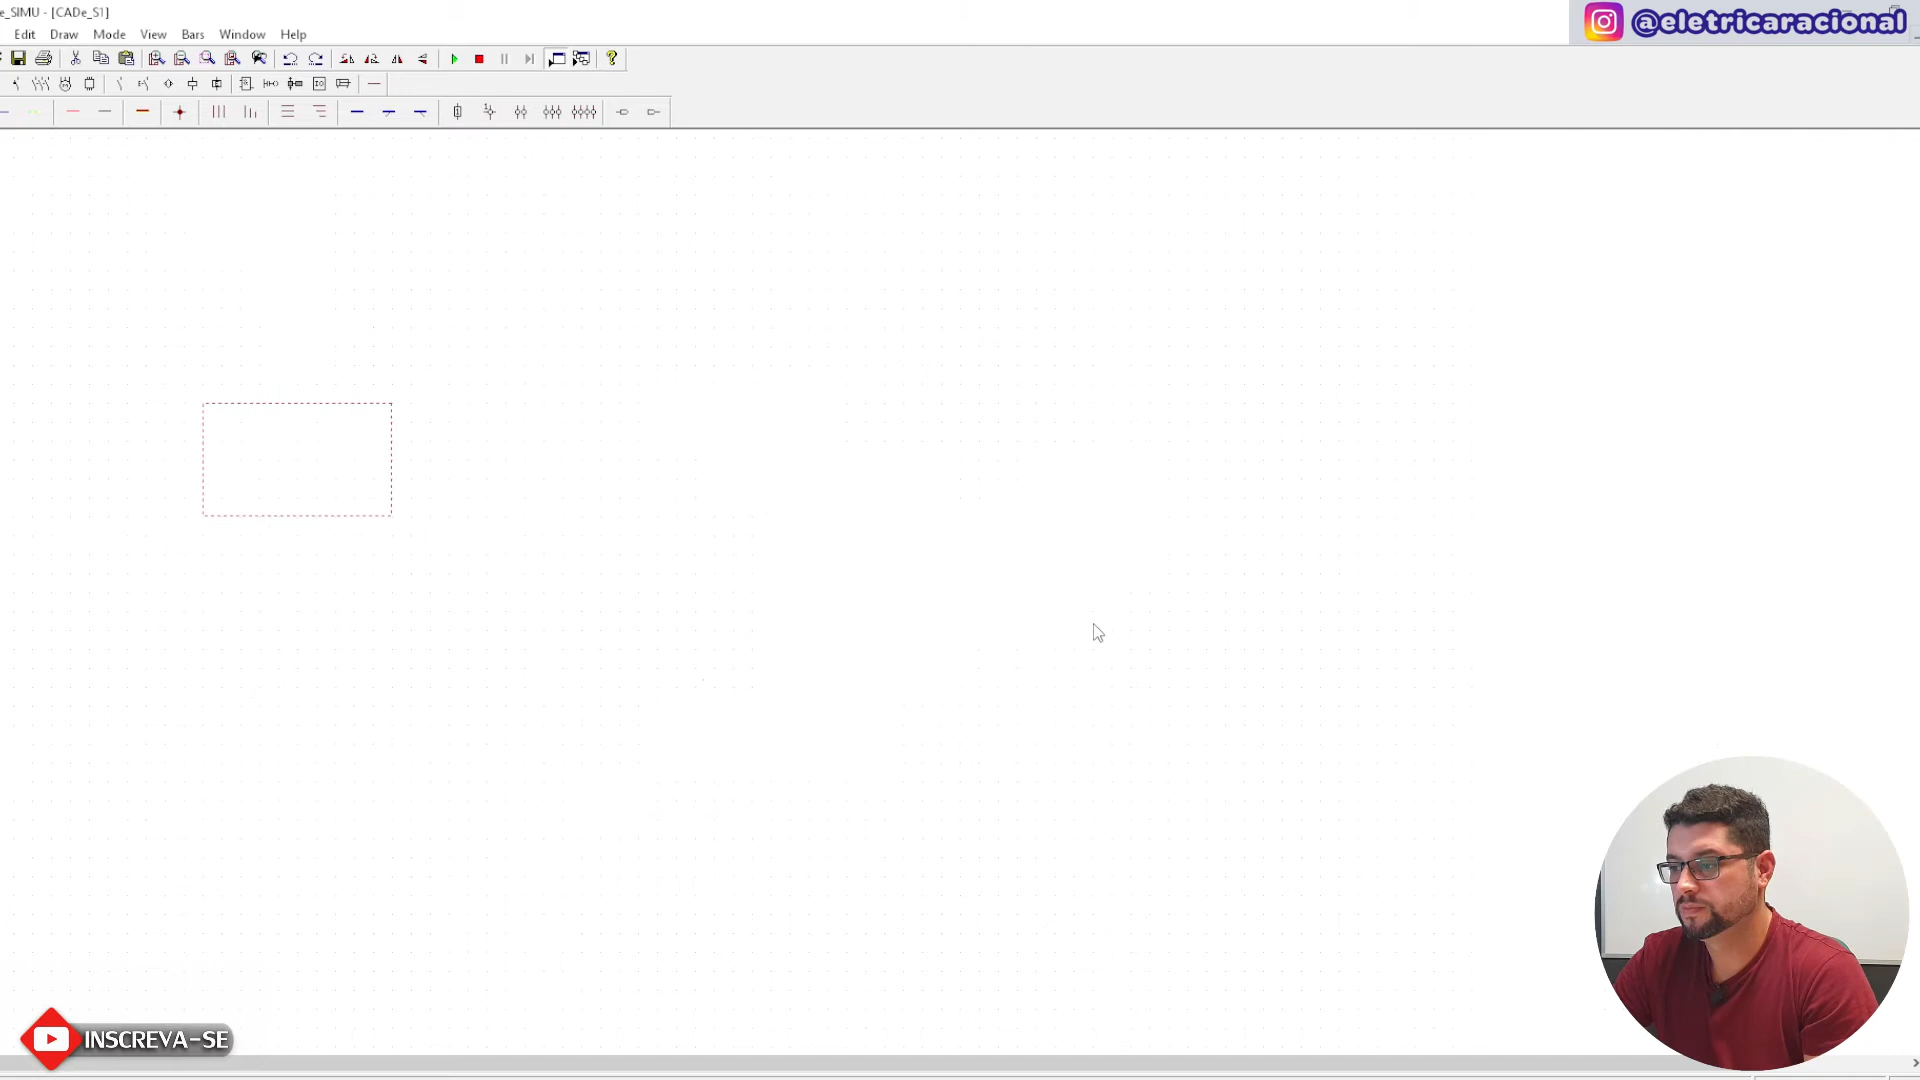 e_SIMU - [CADe_S1]
@eletricaracional
Edit Draw Mode View Bars Window Help
INSCREVA-SE